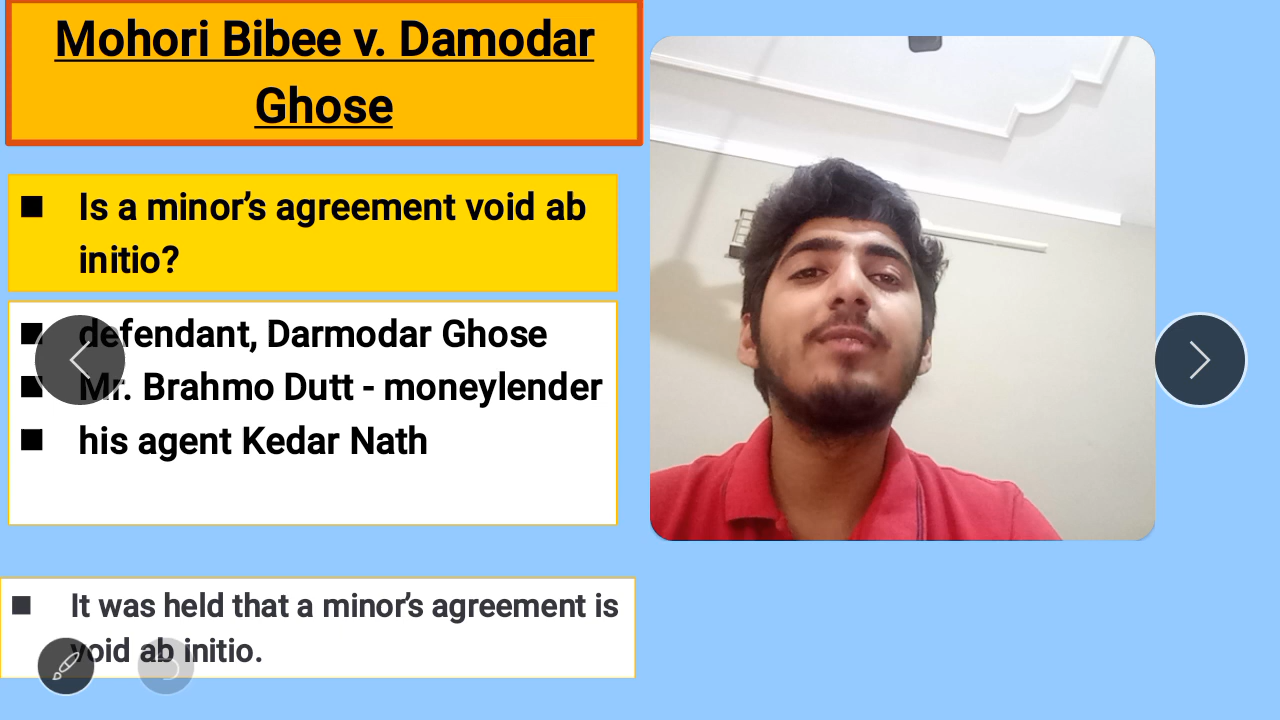 Mohori Bibee v. Damodar
Ghose
Is a minor’s agreement void ab
initio?
defendant, Darmodar Ghose
Mr. Brahmo Dutt - moneylender
his agent Kedar Nath
It was held that a minor’s agreement is
void ab initio.